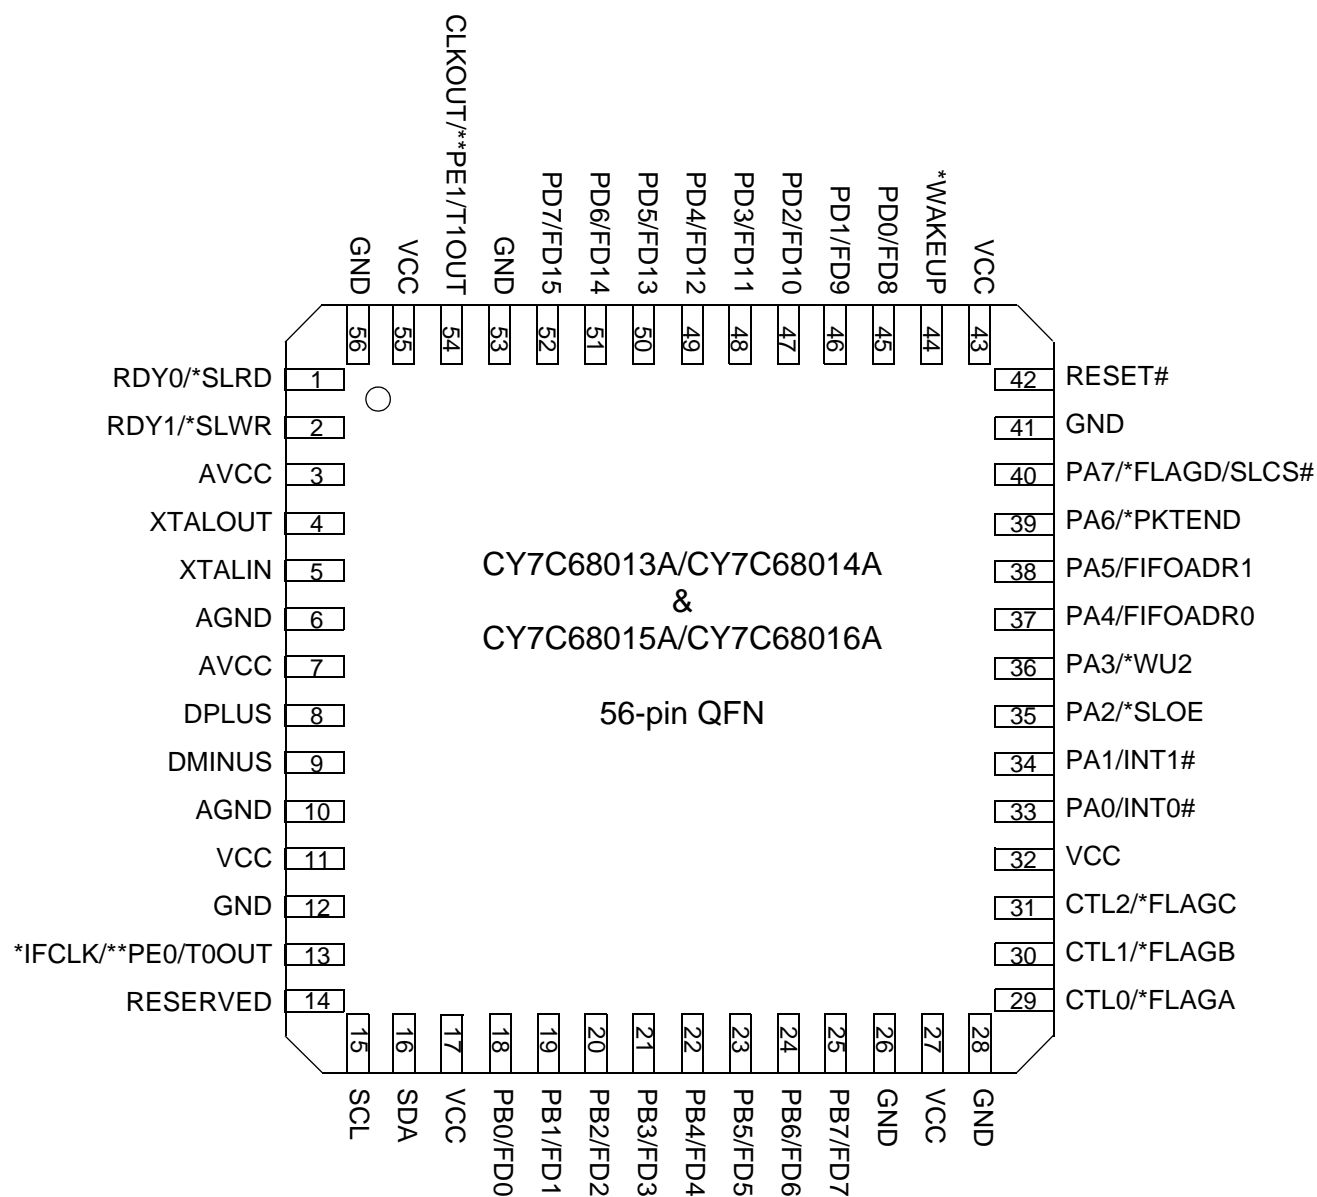 CLKOUT/**PE1/T1OUT
GND
VCC
GND
PD7/FD15
PD6/FD14
PD5/FD13
PD4/FD12
PD3/FD11
PD2/FD10
PD1/FD9
PD0/FD8
*WAKEUP
VCC
56
55
54
53
52
51
50
49
48
47
46
45
44
43
RDY0/*SLRD 1
RDY1/*SLWR 2
AVCC 3
XTALOUT 4
XTALIN 5
AGND 6
AVCC 7
DPLUS 8
DMINUS 9
AGND 10
VCC 11
GND 12
*IFCLK/**PE0/T0OUT 13
RESERVED 14
CY7C68013A/CY7C68014A
&
CY7C68015A/CY7C68016A
56-pin QFN
42 RESET#
41 GND
40 PA7/*FLAGD/SLCS#
39 PA6/*PKTEND
38 PA5/FIFOADR1
37 PA4/FIFOADR0
36 PA3/*WU2
35 PA2/*SLOE
34 PA1/INT1#
33 PA0/INT0#
32 VCC
31 CTL2/*FLAGC
30 CTL1/*FLAGB
29 CTL0/*FLAGA
15
16
17
18
19
20
21
22
23
24
25
26
27
28
SCL
SDA
VCC
PB0/FD0
PB1/FD1
PB2/FD2
PB3/FD3
PB4/FD4
PB5/FD5
PB6/FD6
PB7/FD7
GND
VCC
GND